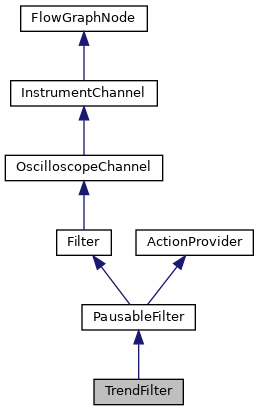 FlowGraphNode
InstrumentChannel
OscilloscopeChannel
Filter
ActionProvider
PausableFilter
TrendFilter